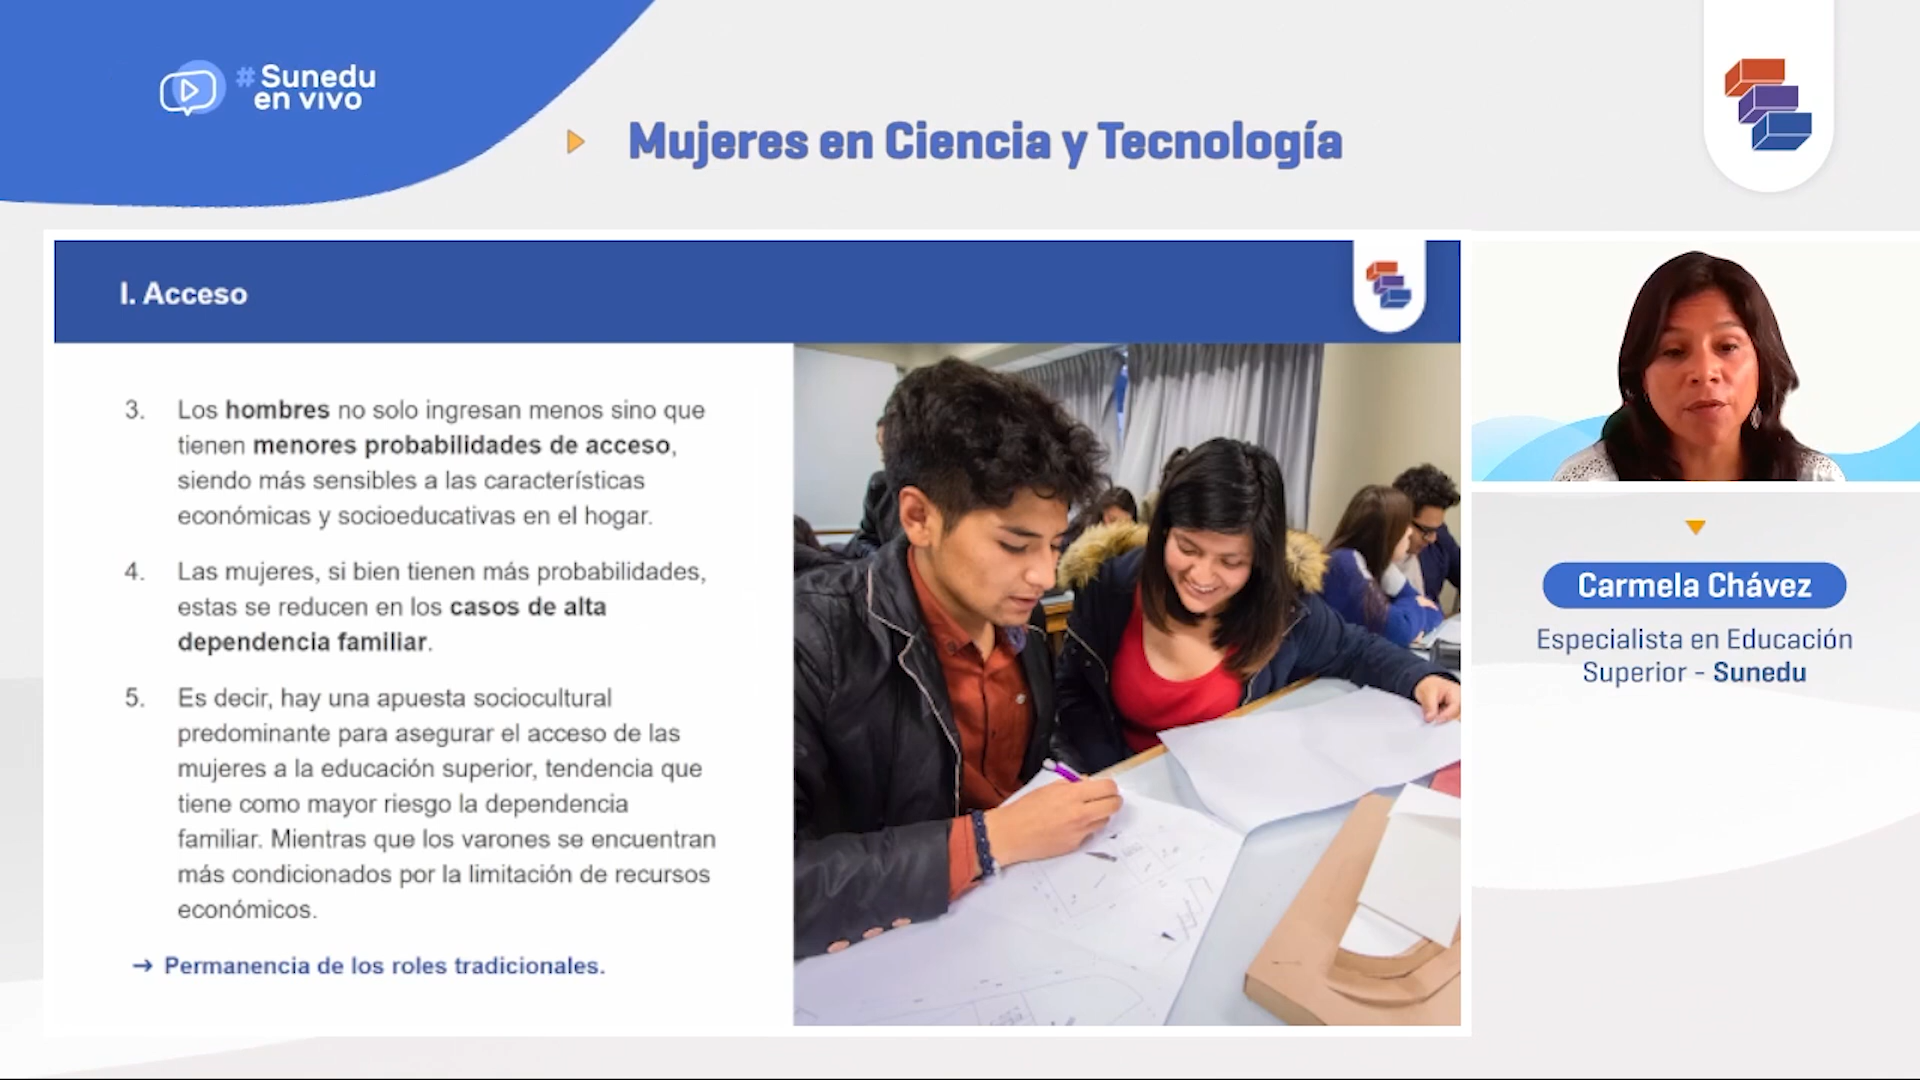 # Sunedu
en vivo
Mujeres en Ciencia y Tecnología
I. Acceso
3. Los hombres no solo ingresan menos sino que
tienen menores probabilidades de acceso,
siendo más sensibles a las características
económicas y socioeducativas en el hogar.
4. Las mujeres, si bien tienen más probabilidades,
estas se reducen en los casos de alta
dependencia familiar.
5. Es decir, hay una apuesta sociocultural
predominante para asegurar el acceso de las
mujeres a la educación superior, tendencia que
tiene como mayor riesgo la dependencia
familiar. Mientras que los varones se encuentran
más condicionados por la limitación de recursos
económicos.
→ Permanencia de los roles tradicionales.
Carmela Chávez
Especialista en Educación
Superior - Sunedu